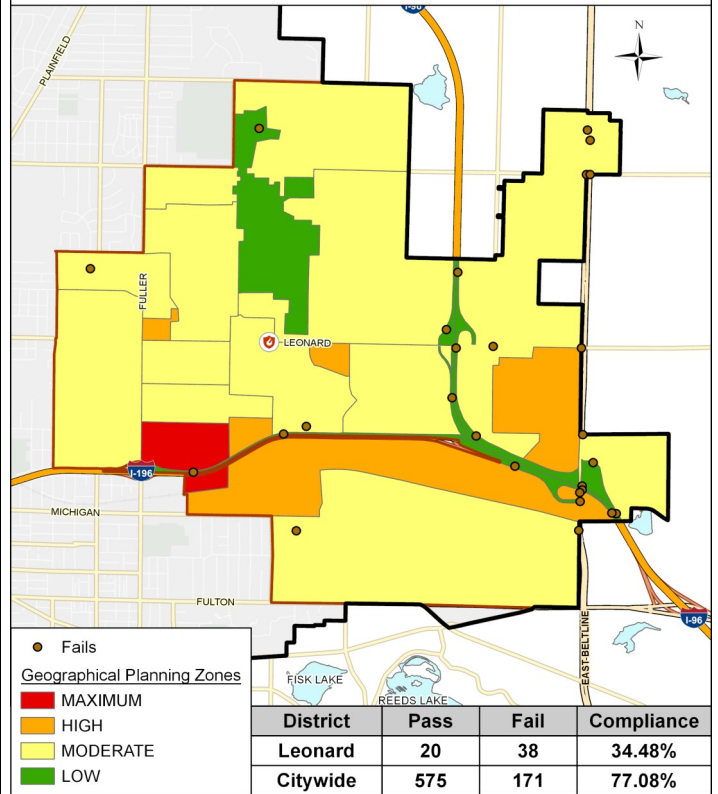 I-96
PLAINFIELD
N
FULLER
LEONARD
I-196
MICHIGAN
FULTON
I-96
EAST-BELTLINE
FISK LAKE
REEDS LAKE
Fails
Geographical Planning Zones
MAXIMUM
HIGH
MODERATE
LOW
District Pass Fail Compliance
Leonard 20 38 34.48%
Citywide 575 171 77.08%